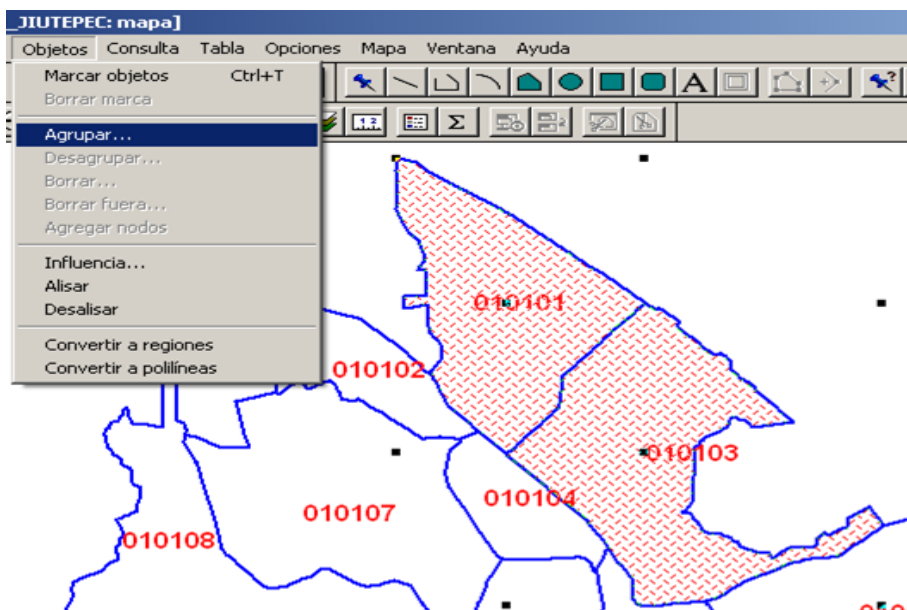 _JIUTEPEC: mapa]
Objetos Consulta Tabla Opciones Mapa Ventana Ayuda
Marcar objetos Ctrl+T
Borrar marca
Agrupar...
Desagrupar...
Borrar...
Borrar fuera...
Agregar nodos
Influencia...
Alisar
Desalisar
Convertir a regiones
Convertir a polilíneas
A
Σ
010101
010102
010103
010104
010107
010108